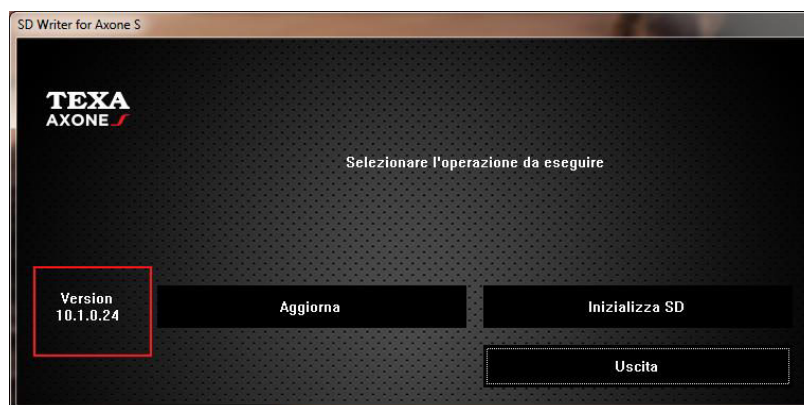 SD Writer for Axone S
TEXA
AXONE S
Selezionare l'operazione da eseguire
Version
10.1.0.24
Aggiorna
Inizializza SD
Uscita